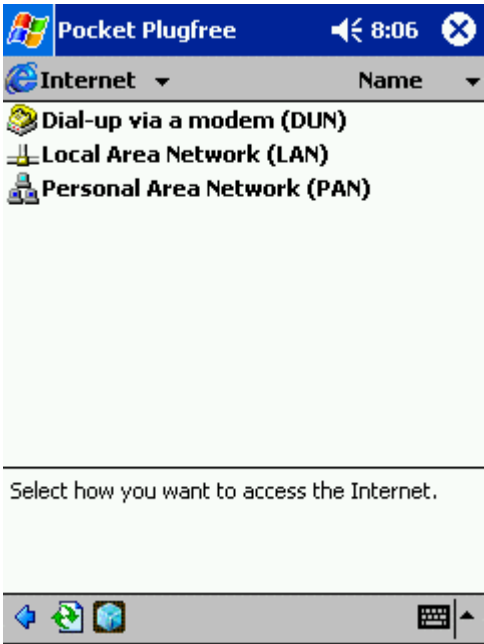 Pocket Plugfree 8:06
Internet Name
Dial-up via a modem (DUN)
Local Area Network (LAN)
Personal Area Network (PAN)
Select how you want to access the Internet.